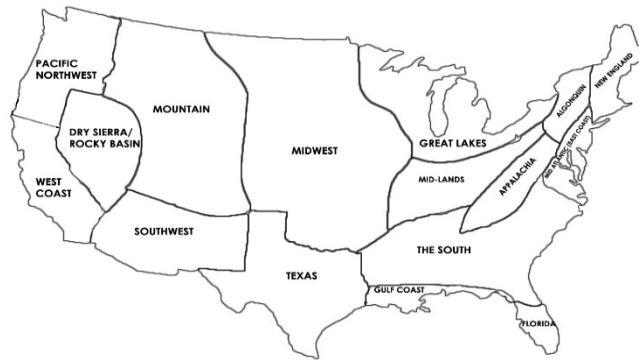 PACIFIC
NORTHWEST
MOUNTAIN
DRY SIERRA/
ROCKY BASIN
WEST
COAST
SOUTHWEST
MIDWEST
TEXAS
GREAT LAKES
MID-LANDS
APPALACHIA
ALGONQUIN
NEW ENGLAND
MID ATLANTIC (EAST COAST)
THE SOUTH
GULF COAST
FLORIDA